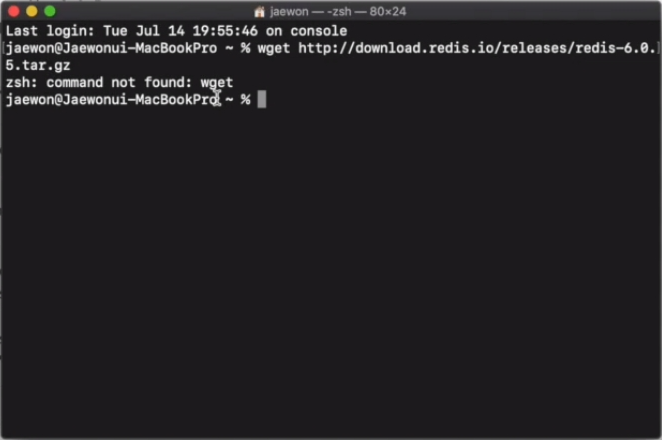 jaewon — -zsh — 80×24
Last login: Tue Jul 14 19:55:46 on console
[jaewon@Jaewonui-MacBookPro ~ % wget http://download.redis.io/releases/redis-6.0.]
5.tar.gz
zsh: command not found: wget
jaewon@Jaewonui-MacBookPro ~ %